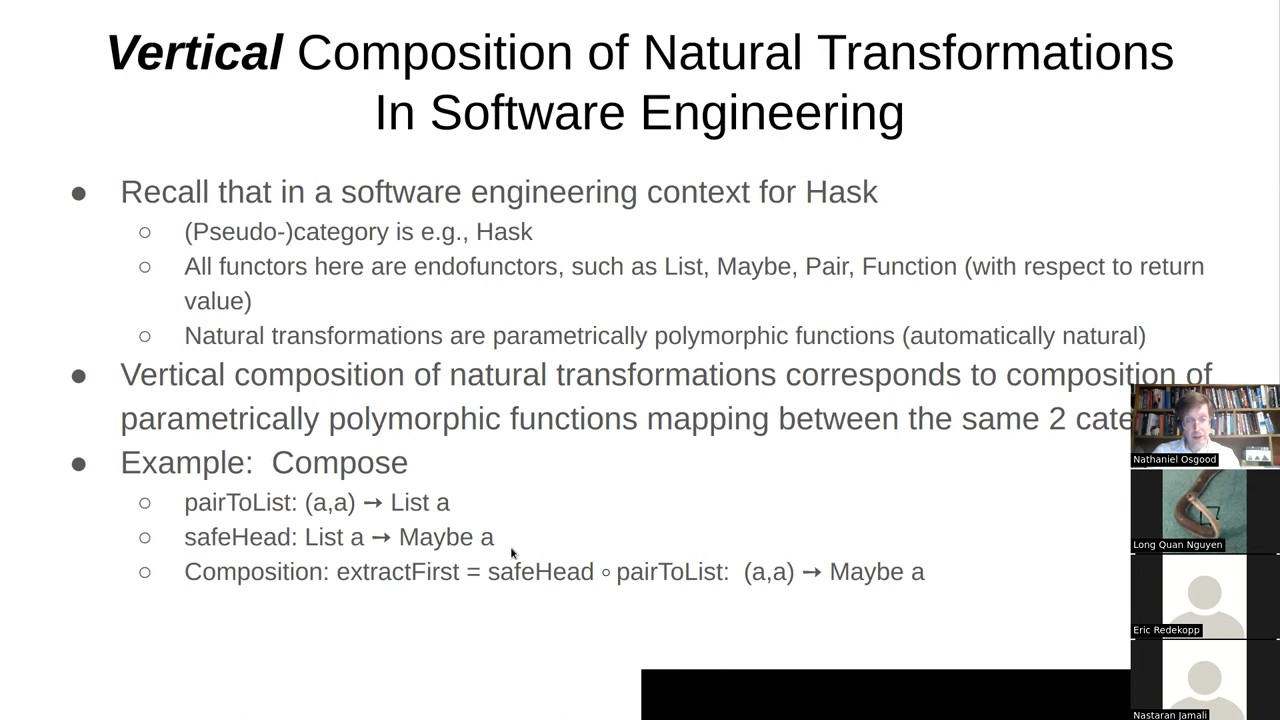 Vertical Composition of Natural Transformations
In Software Engineering
● Recall that in a software engineering context for Hask
○ (Pseudo-)category is e.g., Hask
○ All functors here are endofunctors, such as List, Maybe, Pair, Function (with respect to return
value)
○ Natural transformations are parametrically polymorphic functions (automatically natural)
● Vertical composition of natural transformations corresponds to composition of
parametrically polymorphic functions mapping between the same 2 cate
● Example: Compose
○ pairToList: (a,a) → List a
○ safeHead: List a → Maybe a
○ Composition: extractFirst = safeHead ∘ pairToList: (a,a) → Maybe a
Nathaniel Osgood
Long Quan Nguyen
Eric Redekopp
Nastaran Jamali